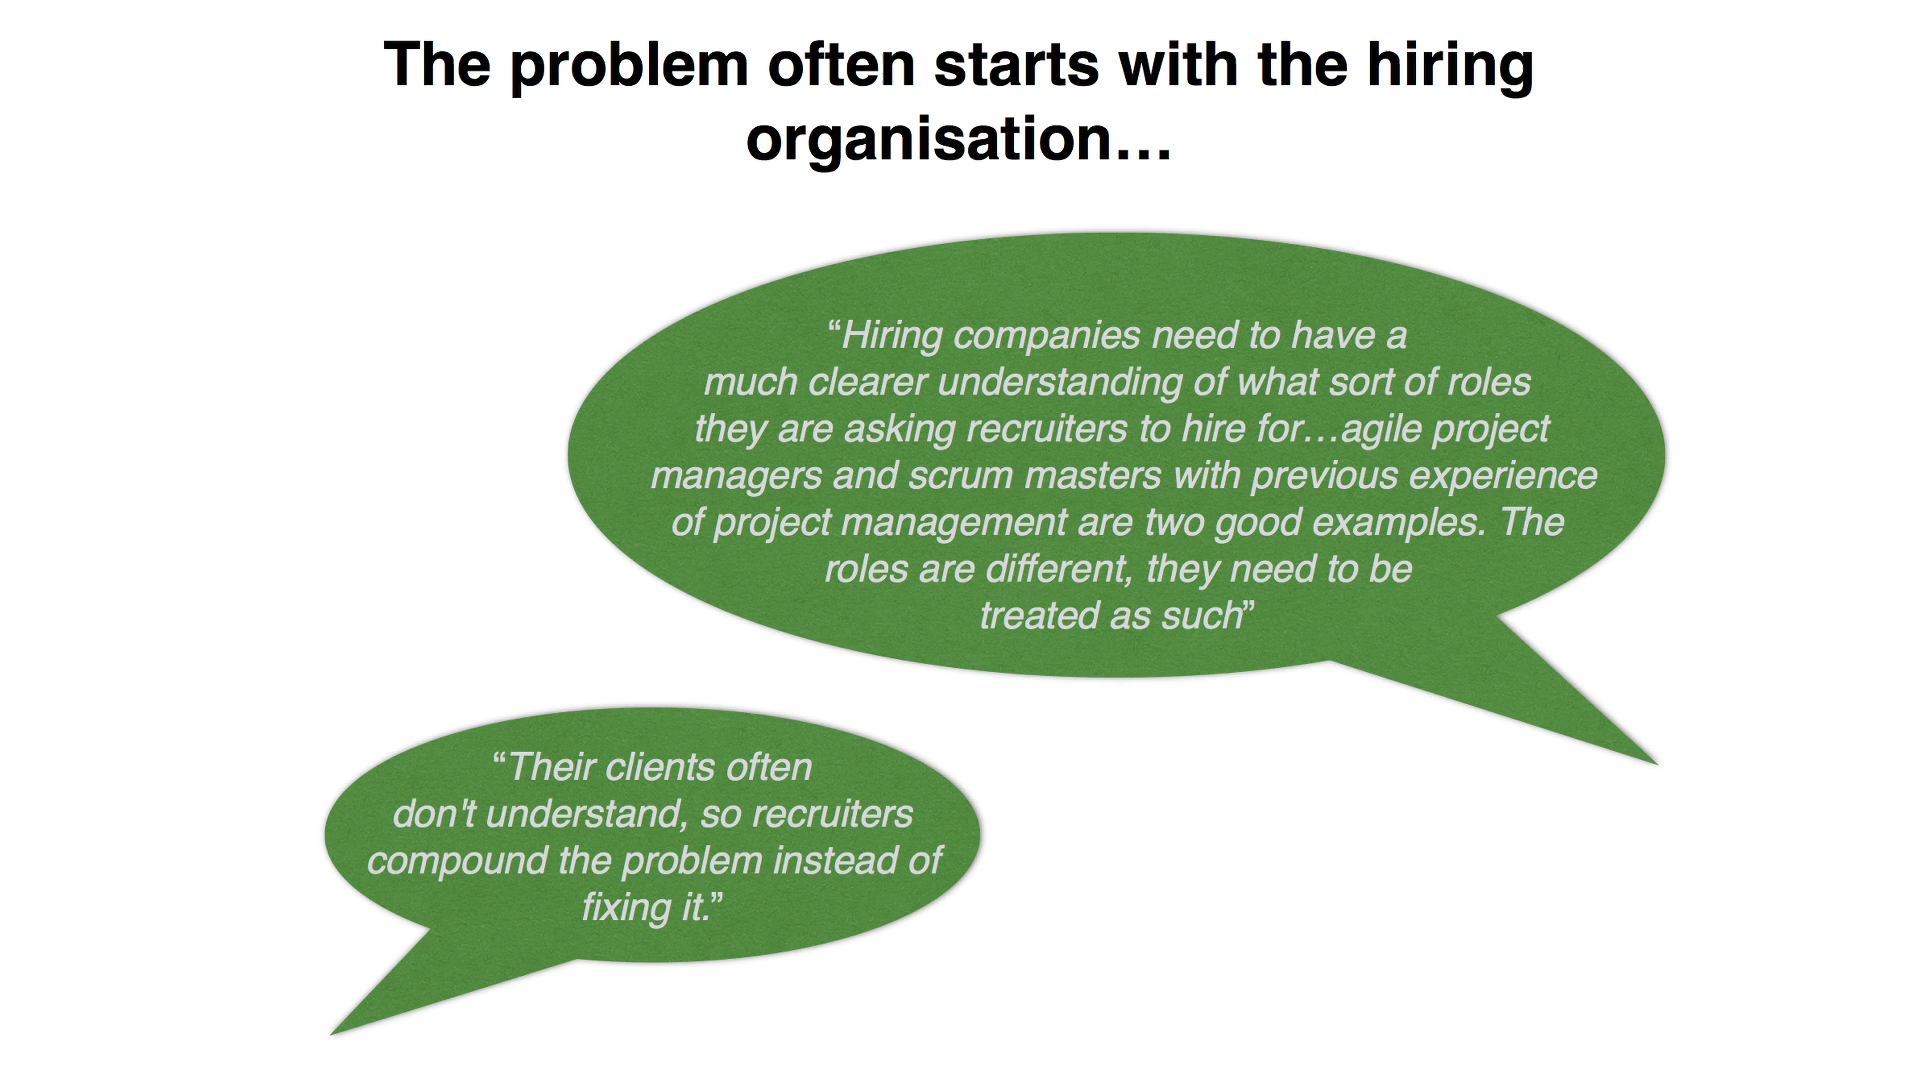 The problem often starts with the hiring
organisation…
“Hiring companies need to have a
much clearer understanding of what sort of roles
they are asking recruiters to hire for…agile project
managers and scrum masters with previous experience
of project management are two good examples. The
roles are different, they need to be
treated as such”
“Their clients often
don't understand, so recruiters
compound the problem instead of
fixing it.”